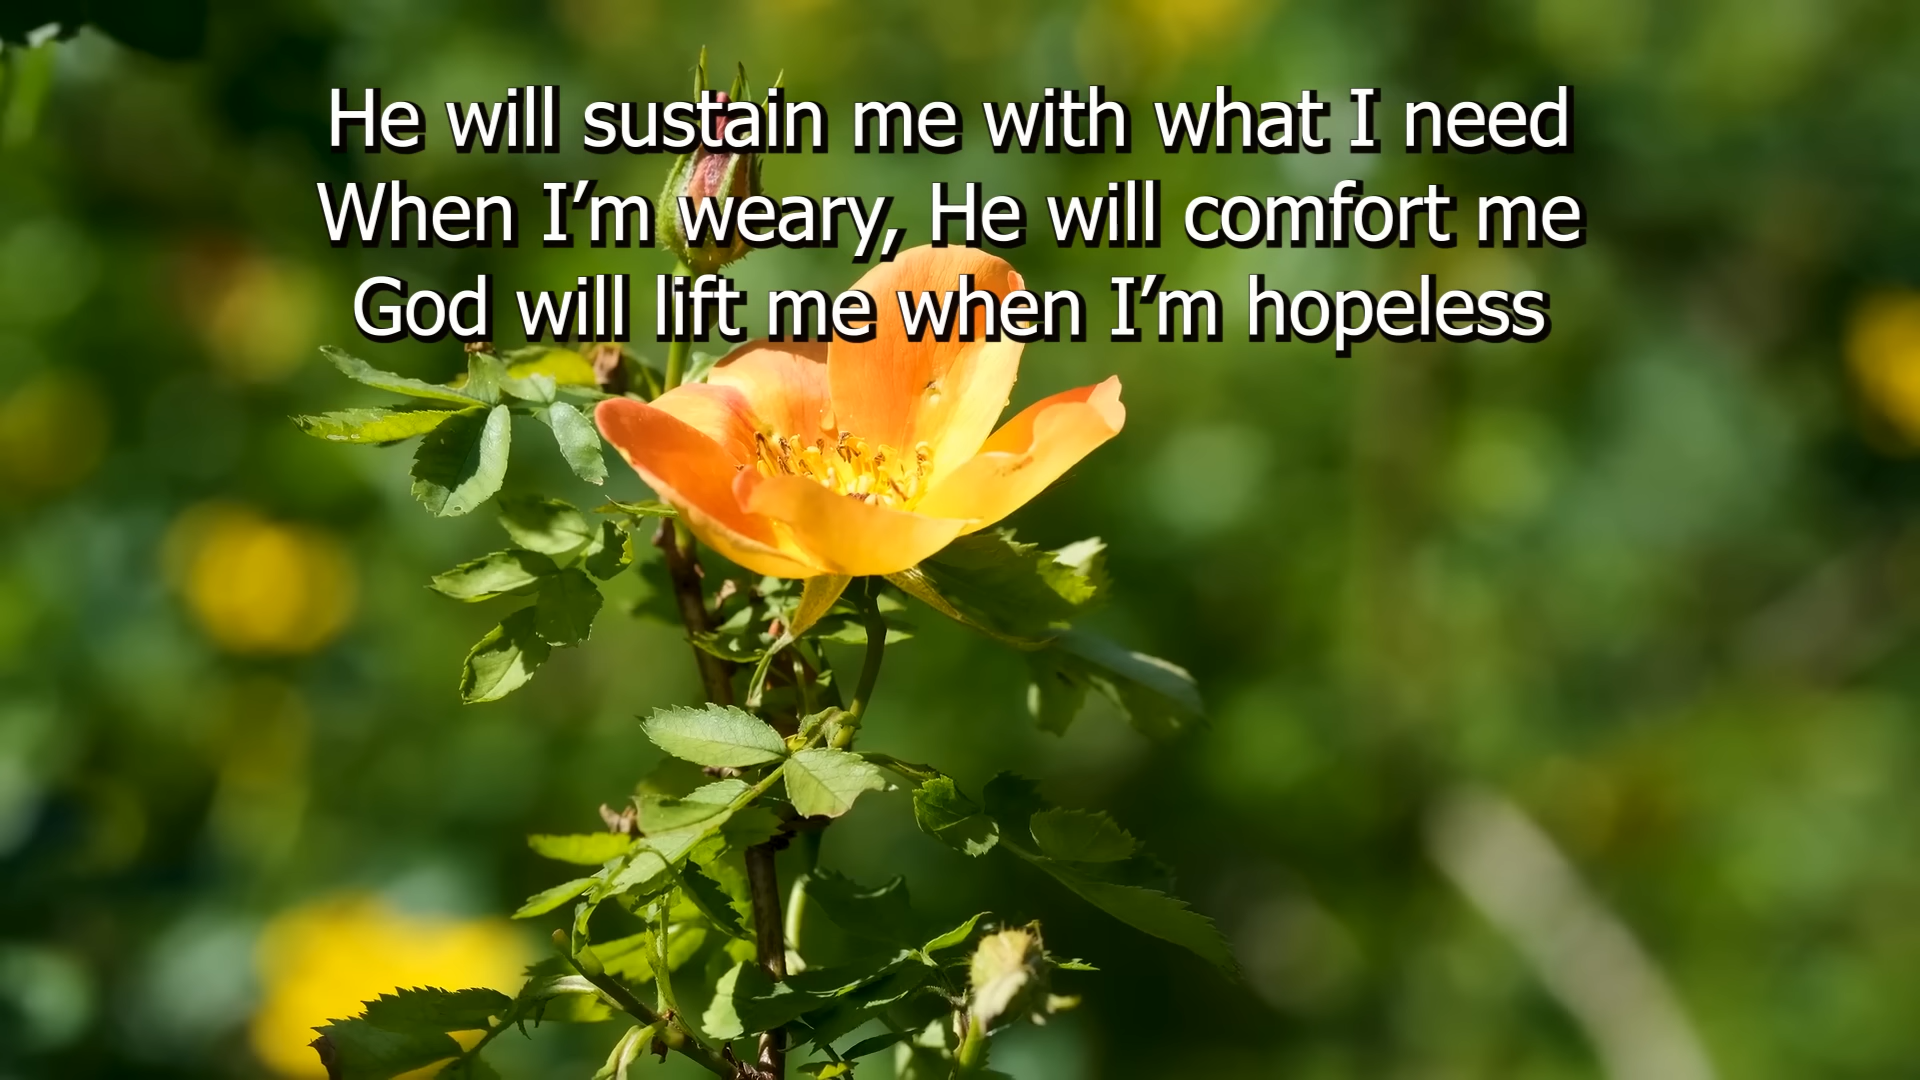 He will sustain me with what I need
When I’m weary, He will comfort me
God will lift me when I’m hopeless